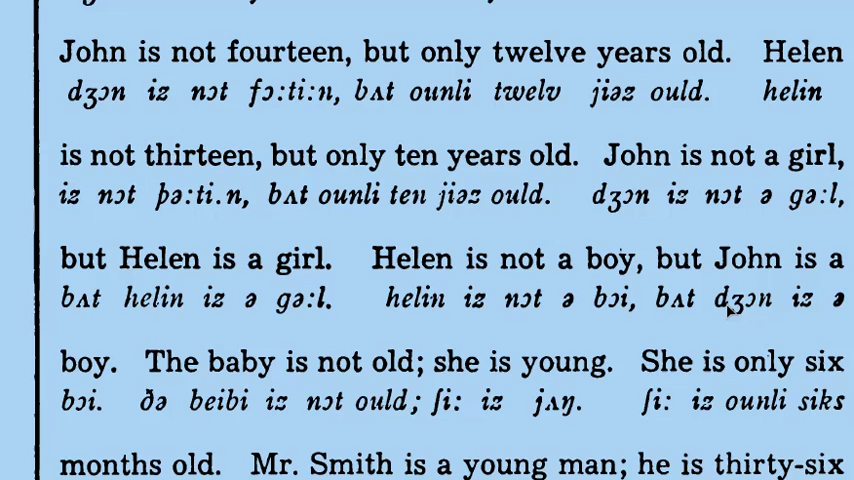 John is not fourteen, but only twelve years old. Helen
dʒɔn iz nɔt fɔ:ti:n, bʌt ounli twelv jiəz ould. helin
is not thirteen, but only ten years old. John is not a girl,
iz nɔt þə:ti.n, bʌt ounli ten jiəz ould. dʒɔn iz nɔt ə gə:l,
but Helen is a girl. Helen is not a boy, but John is a
bʌt helin iz ə gə:l. helin iz nɔt ə bɔi, bʌt dʒɔn iz ə
boy. The baby is not old; she is young. She is only six
bɔi. ðə beibi iz nɔt ould; ʃi: iz jʌŋ. ʃi: iz ounli siks
months old. Mr. Smith is a young man; he is thirty-six